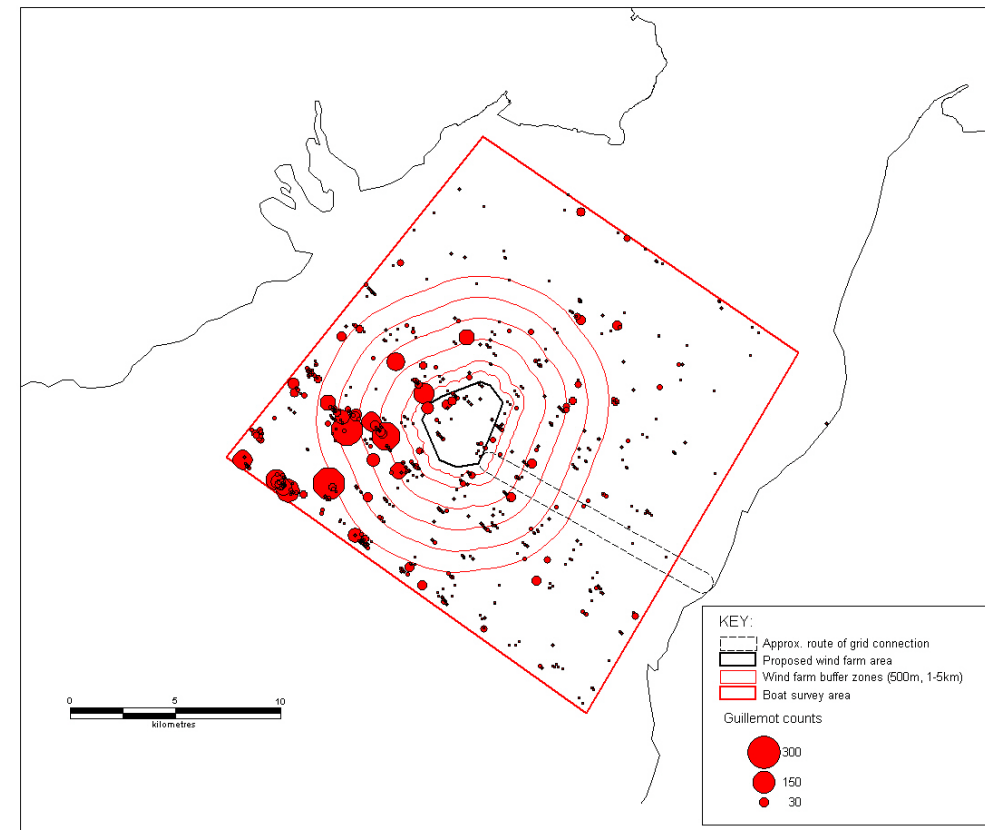 KEY:
Approx. route of grid connection
Proposed wind farm area
Wind farm buffer zones (500m, 1-5km)
Boat survey area
Guillemot counts
300
150
30
0 5 10
kilometres